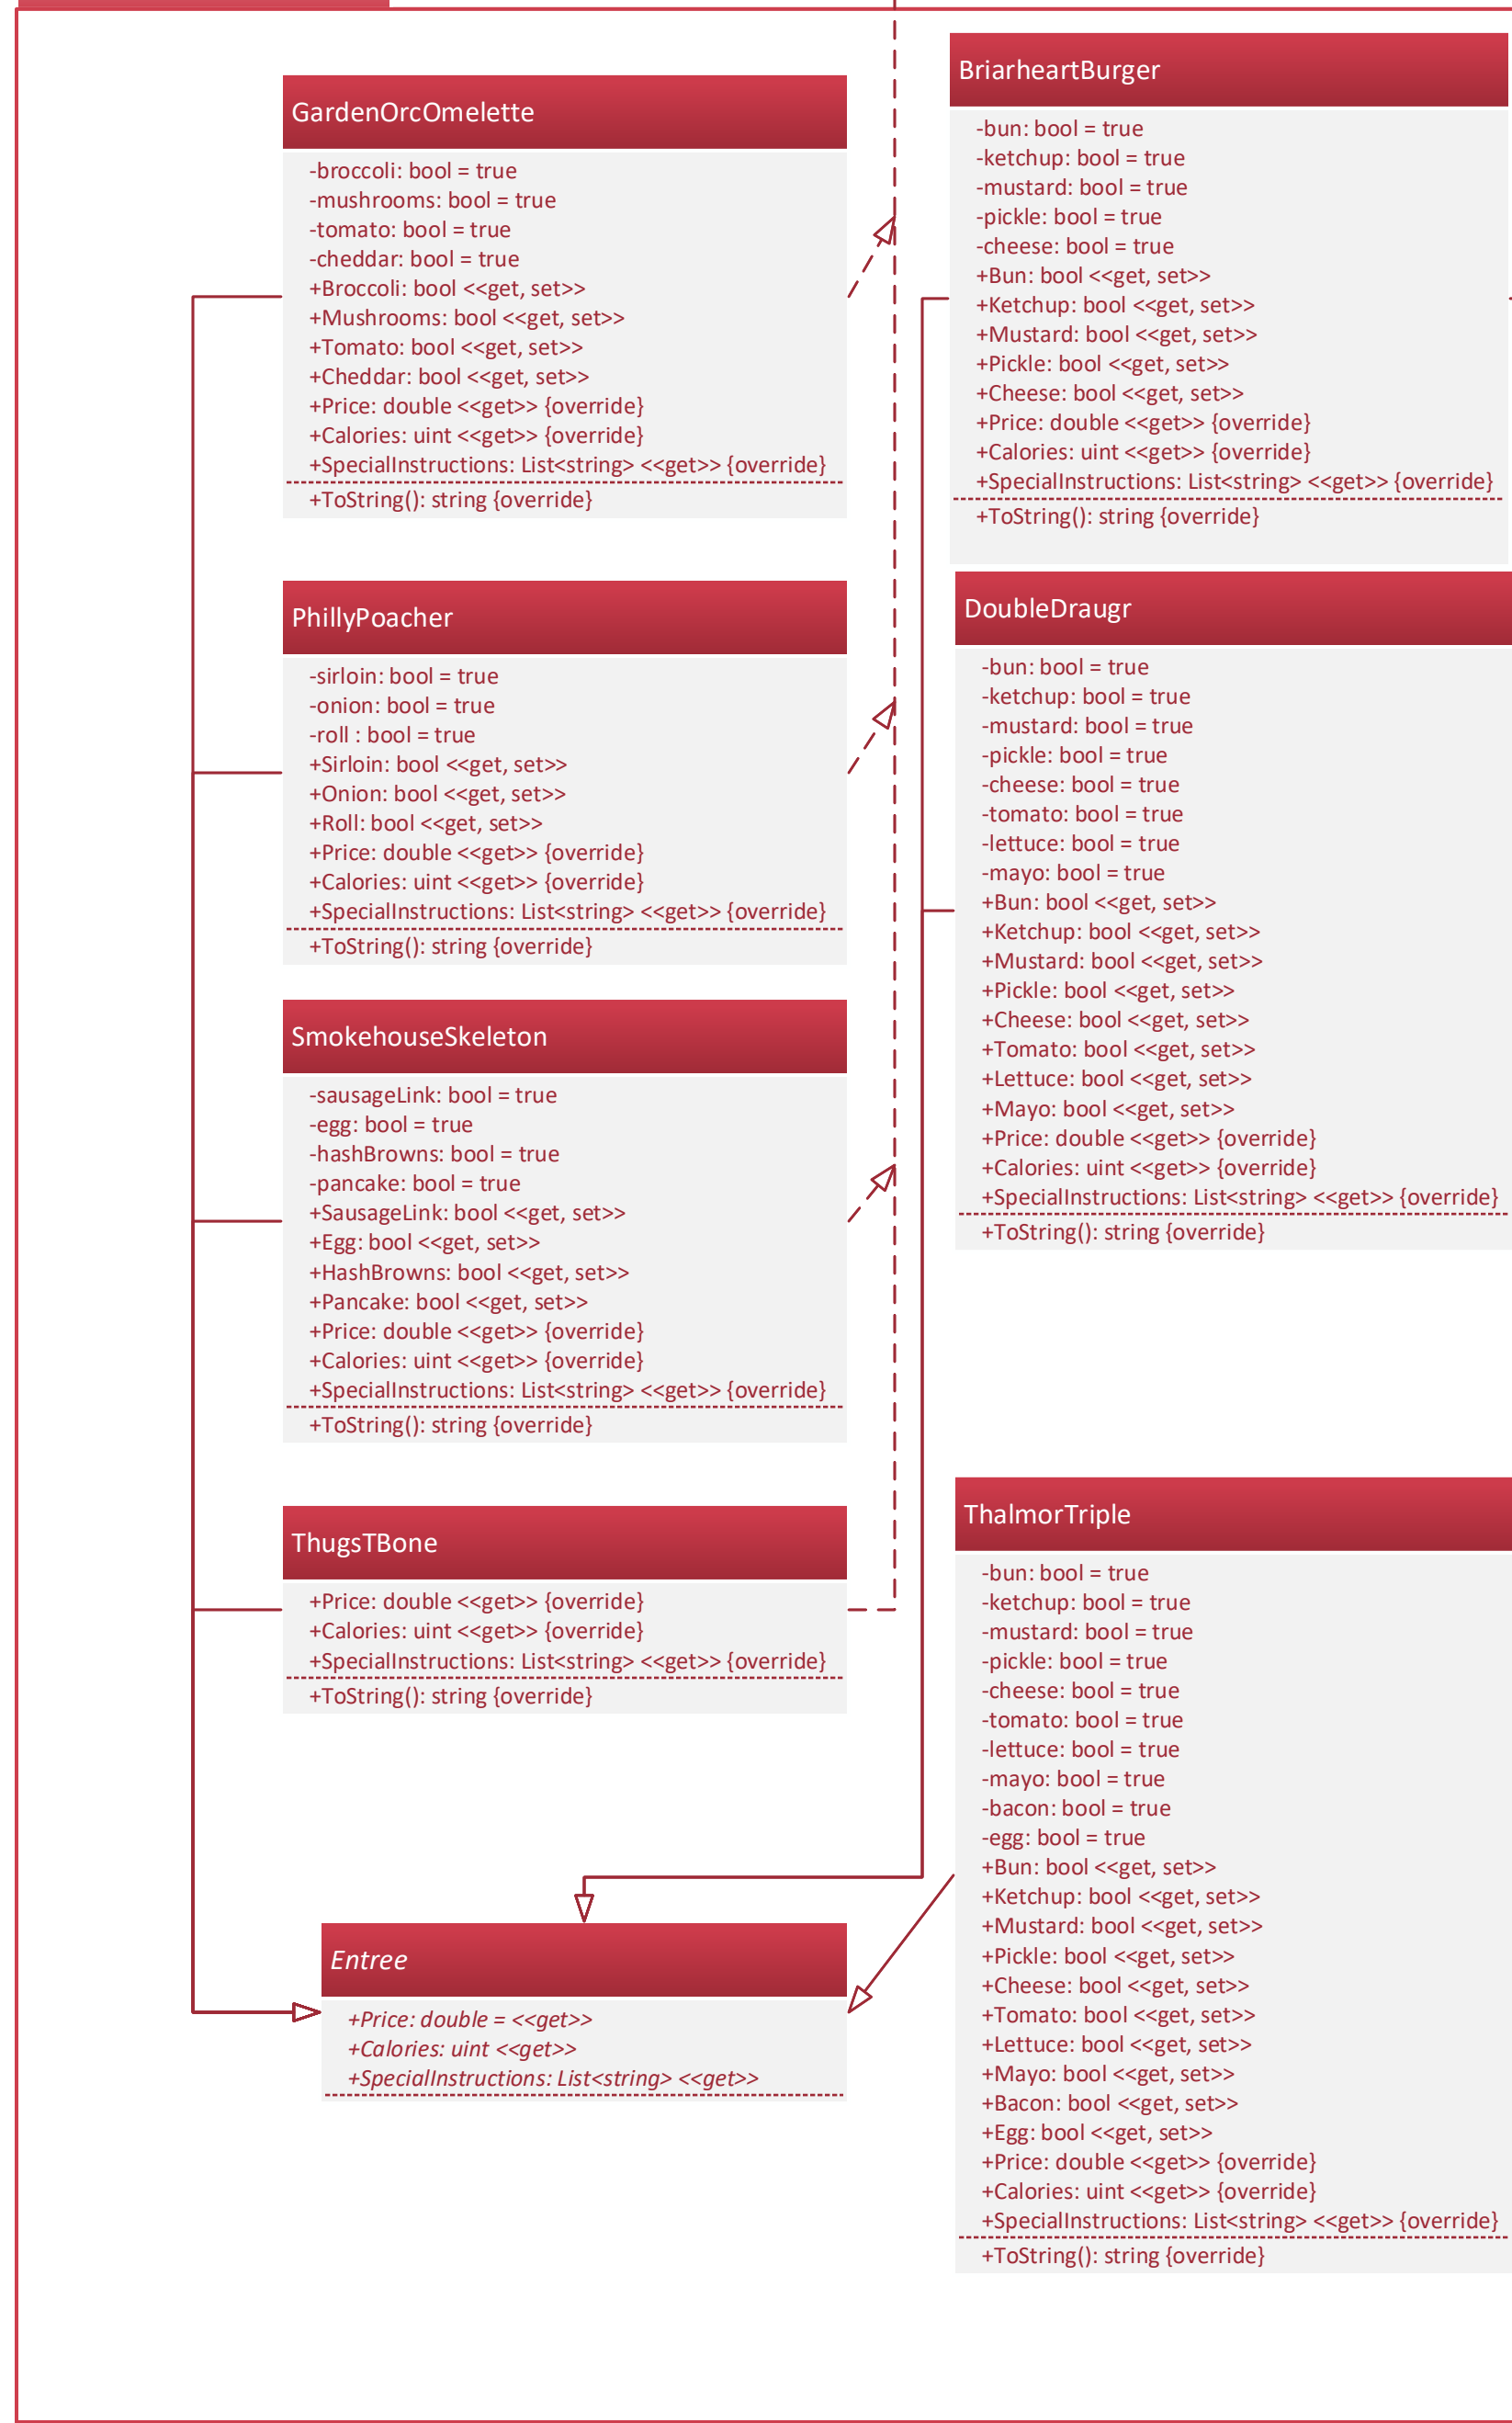 GardenOrcOmelette
-broccoli: bool = true
-mushrooms: bool = true
-tomato: bool = true
-cheddar: bool = true
+Broccoli: bool <<get, set>>
+Mushrooms: bool <<get, set>>
+Tomato: bool <<get, set>>
+Cheddar: bool <<get, set>>
+Price: double <<get>> {override}
+Calories: uint <<get>> {override}
+SpecialInstructions: List<string> <<get>> {override}
+ToString(): string {override}
PhillyPoacher
-sirloin: bool = true
-onion: bool = true
-roll : bool = true
+Sirloin: bool <<get, set>>
+Onion: bool <<get, set>>
+Roll: bool <<get, set>>
+Price: double <<get>> {override}
+Calories: uint <<get>> {override}
+SpecialInstructions: List<string> <<get>> {override}
+ToString(): string {override}
SmokehouseSkeleton
-sausageLink: bool = true
-egg: bool = true
-hashBrowns: bool = true
-pancake: bool = true
+SausageLink: bool <<get, set>>
+Egg: bool <<get, set>>
+HashBrowns: bool <<get, set>>
+Pancake: bool <<get, set>>
+Price: double <<get>> {override}
+Calories: uint <<get>> {override}
+SpecialInstructions: List<string> <<get>> {override}
+ToString(): string {override}
ThugsTBone
+Price: double <<get>> {override}
+Calories: uint <<get>> {override}
+SpecialInstructions: List<string> <<get>> {override}
+ToString(): string {override}
Entree
+Price: double = <<get>>
+Calories: uint <<get>>
+SpecialInstructions: List<string> <<get>>
BriarheartBurger
-bun: bool = true
-ketchup: bool = true
-mustard: bool = true
-pickle: bool = true
-cheese: bool = true
+Bun: bool <<get, set>>
+Ketchup: bool <<get, set>>
+Mustard: bool <<get, set>>
+Pickle: bool <<get, set>>
+Cheese: bool <<get, set>>
+Price: double <<get>> {override}
+Calories: uint <<get>> {override}
+SpecialInstructions: List<string> <<get>> {override}
+ToString(): string {override}
DoubleDraugr
-bun: bool = true
-ketchup: bool = true
-mustard: bool = true
-pickle: bool = true
-cheese: bool = true
-tomato: bool = true
-lettuce: bool = true
-mayo: bool = true
+Bun: bool <<get, set>>
+Ketchup: bool <<get, set>>
+Mustard: bool <<get, set>>
+Pickle: bool <<get, set>>
+Cheese: bool <<get, set>>
+Tomato: bool <<get, set>>
+Lettuce: bool <<get, set>>
+Mayo: bool <<get, set>>
+Price: double <<get>> {override}
+Calories: uint <<get>> {override}
+SpecialInstructions: List<string> <<get>> {override}
+ToString(): string {override}
ThalmorTriple
-bun: bool = true
-ketchup: bool = true
-mustard: bool = true
-pickle: bool = true
-cheese: bool = true
-tomato: bool = true
-lettuce: bool = true
-mayo: bool = true
-bacon: bool = true
-egg: bool = true
+Bun: bool <<get, set>>
+Ketchup: bool <<get, set>>
+Mustard: bool <<get, set>>
+Pickle: bool <<get, set>>
+Cheese: bool <<get, set>>
+Tomato: bool <<get, set>>
+Lettuce: bool <<get, set>>
+Mayo: bool <<get, set>>
+Bacon: bool <<get, set>>
+Egg: bool <<get, set>>
+Price: double <<get>> {override}
+Calories: uint <<get>> {override}
+SpecialInstructions: List<string> <<get>> {override}
+ToString(): string {override}